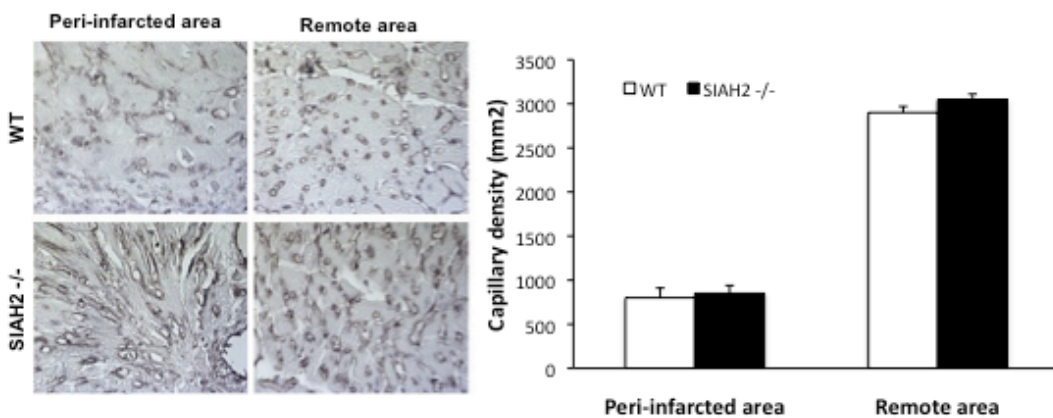 Peri-infarcted area
Remote area
WT
SIAH2 -/-
Capillary density (mm2)
3500
3000
2500
2000
1500
1000
500
0
WT
SIAH2 -/-
Peri-infarcted area
Remote area